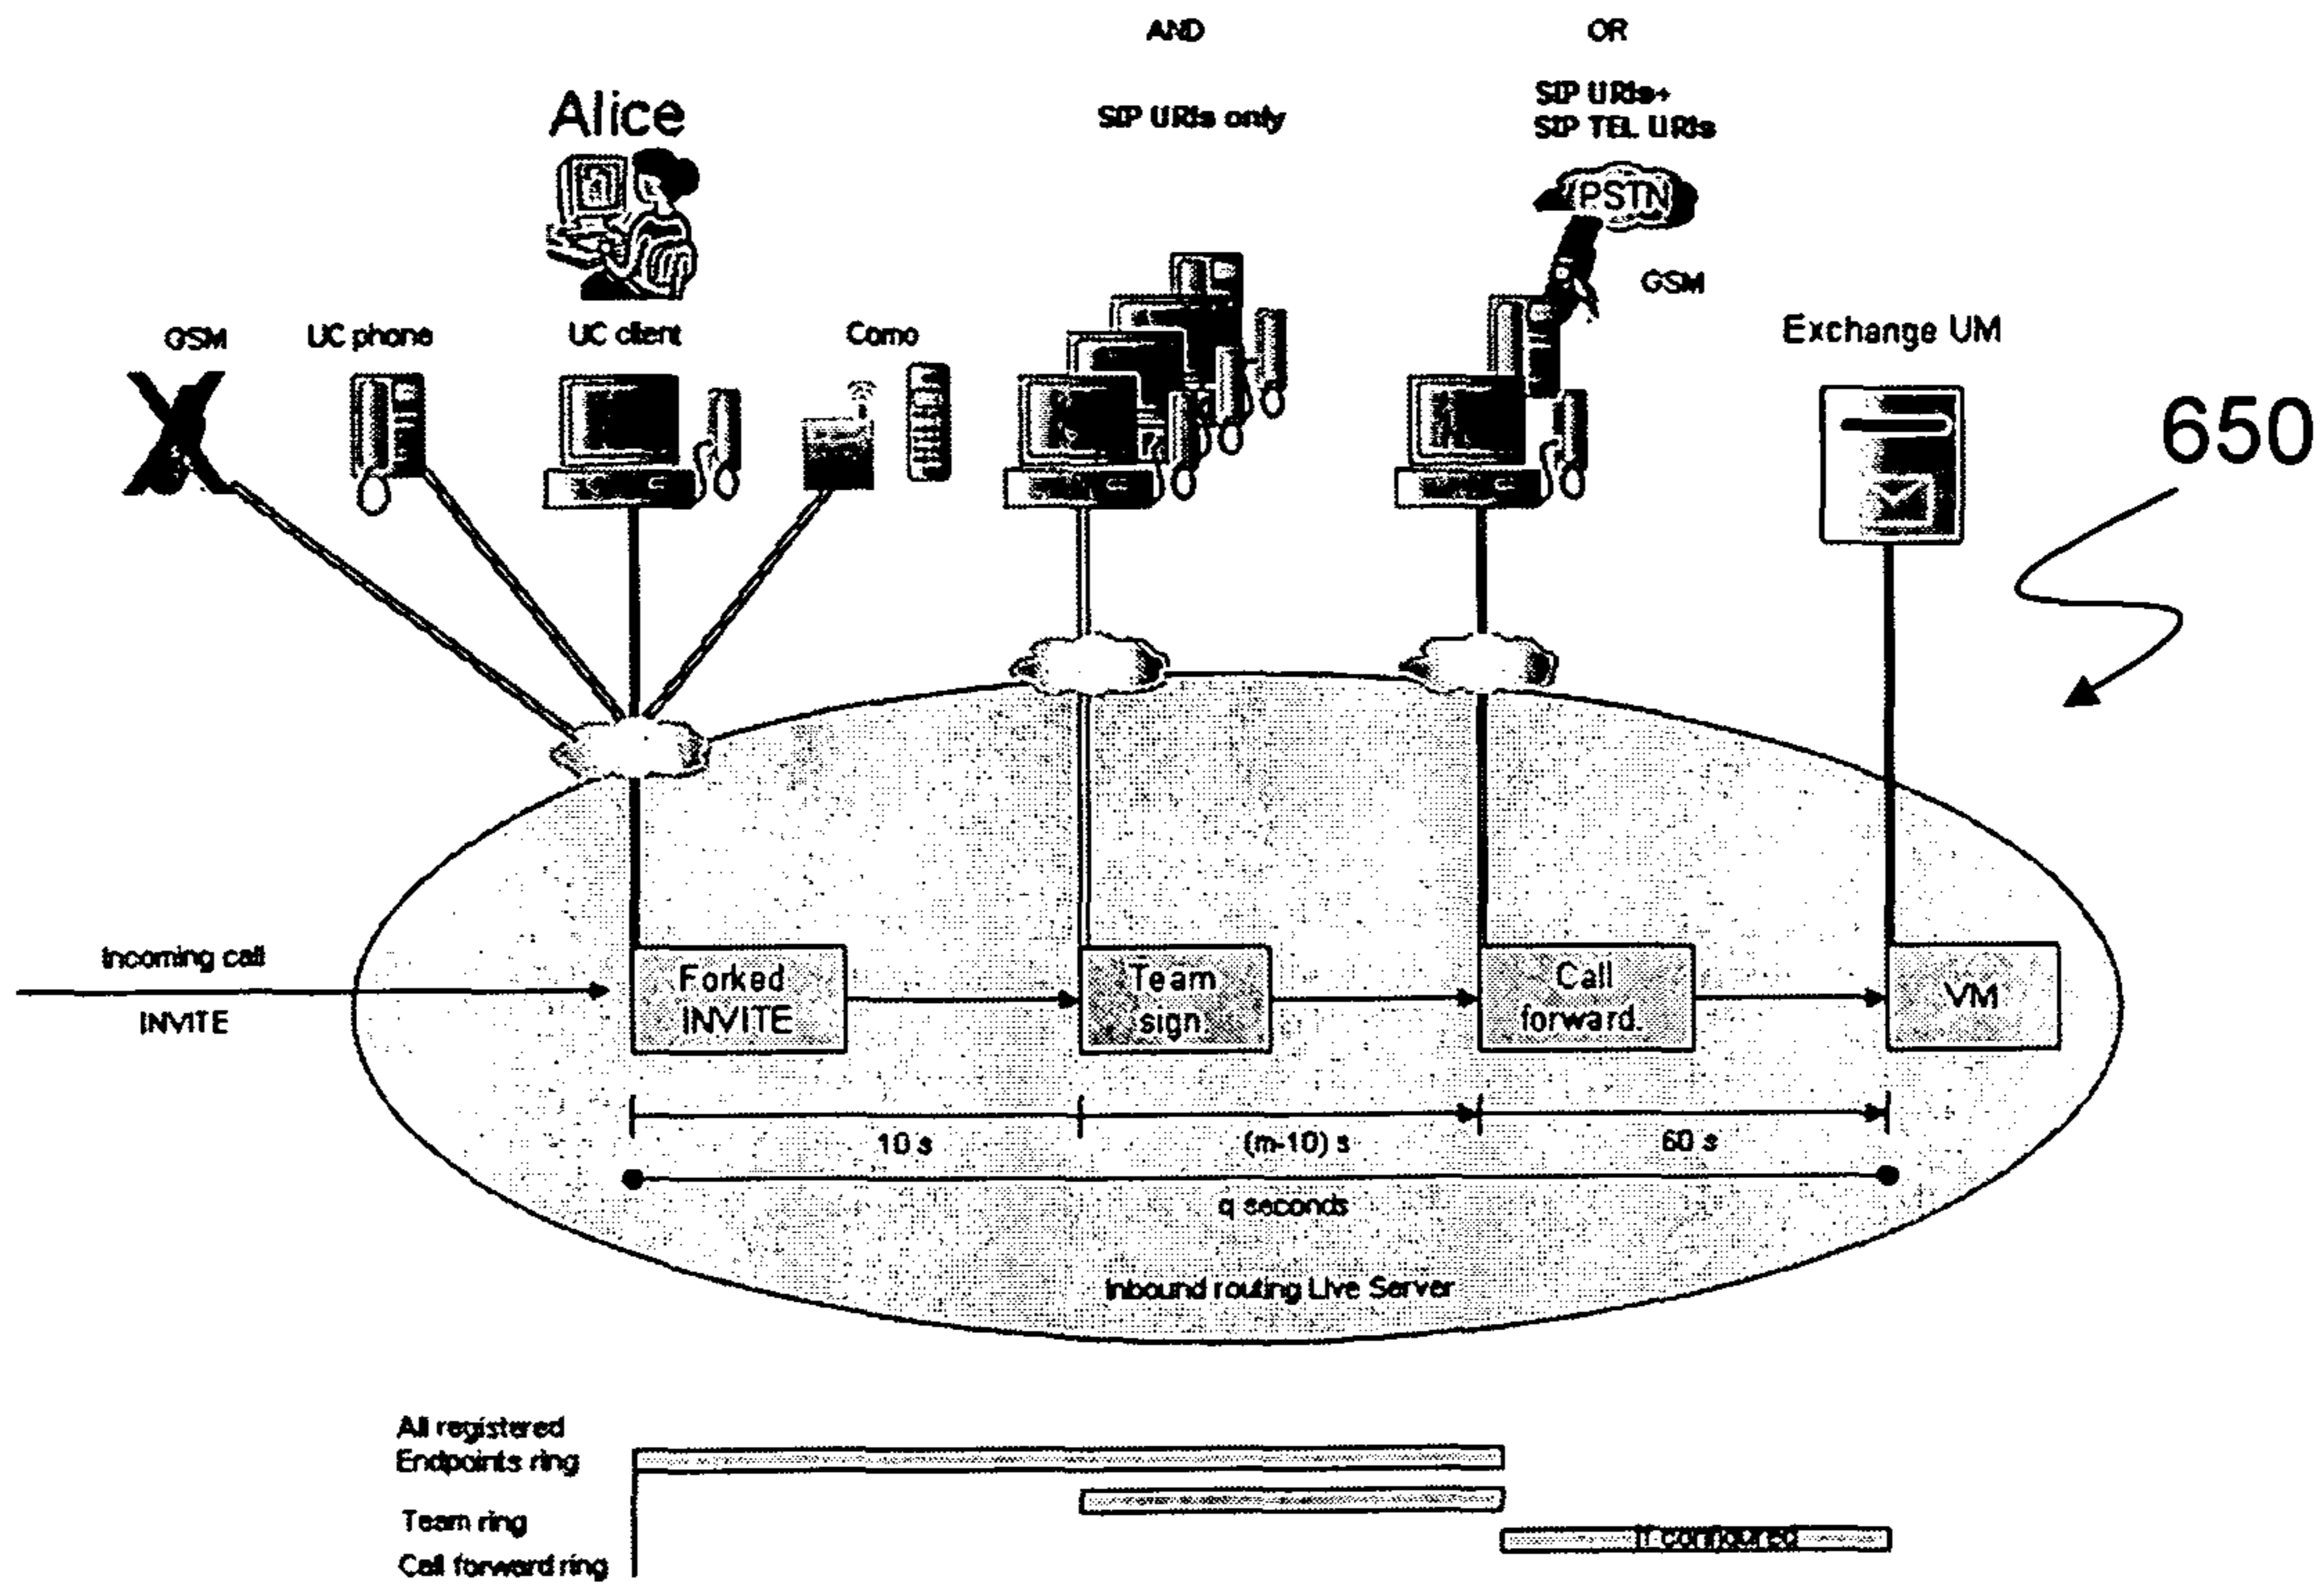 AND
OR
SIP URIs only
SIP URIs+
SIP TEL URIs
Alice
PSTN
GSM
GSM
UC phone
UC client
Como
Exchange UM
650
Incoming call
INVITE
Forked
INVITE
Team
sign.
Call
forward.
VM
10 s
(m-10) s
60 s
q seconds
Inbound routing Live Server
All registered
Endpoints ring
Team ring
Call forward ring
If configured